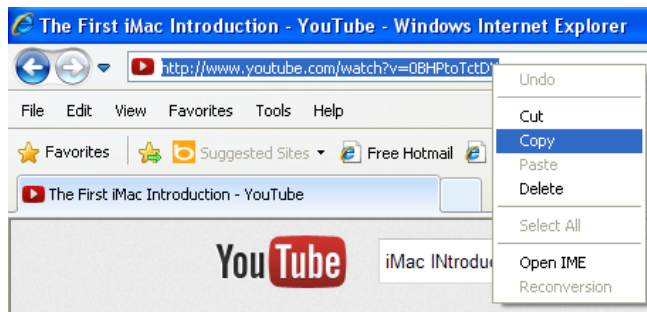 The First iMac Introduction - YouTube - Windows Internet Explorer
http://www.youtube.com/watch?v=0BHPtoTctD
File Edit View Favorites Tools Help
Favorites Suggested Sites Free Hotmail
The First iMac Introduction - YouTube
YouTube iMac INtrodu
Undo
Cut
Copy
Paste
Delete
Select All
Open IME
Reconversion